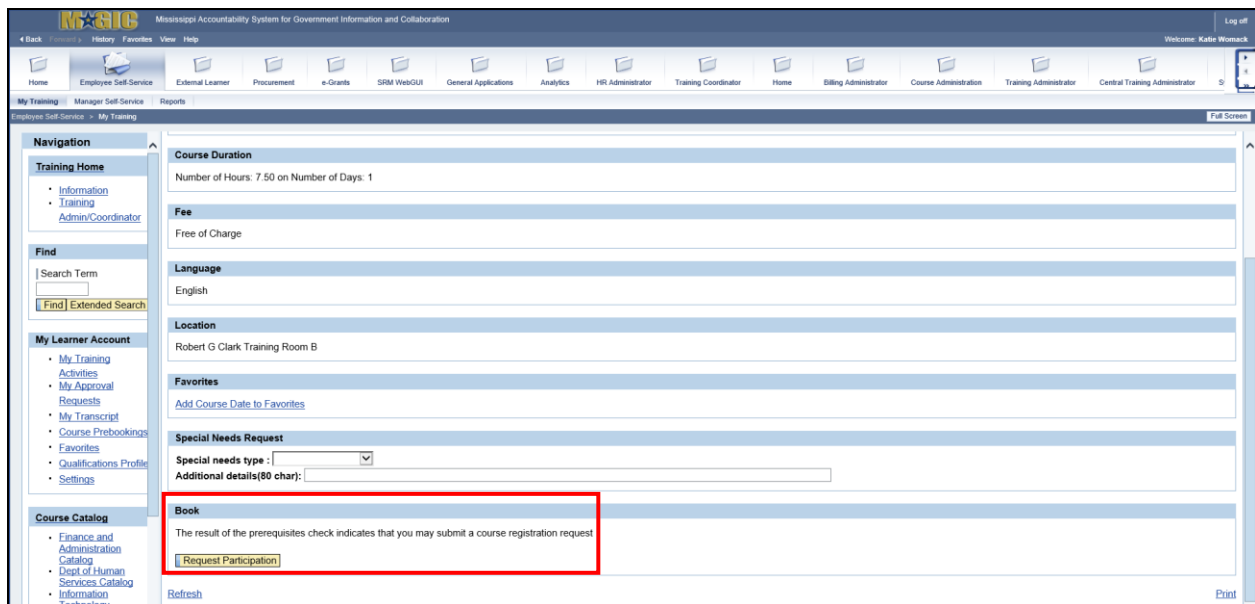 MAGIC Mississippi Accountability System for Government Information and Collaboration Log off
Back Forward History Favorites View Help Welcome: Katie Womack
Home Employee Self-Service External Learner Procurement e-Grants SRM WebGUI General Applications Analytics HR Administrator Training Coordinator Home Billing Administrator Course Administration Training Administrator Central Training Administrator S
My Training Manager Self-Service Reports
Employee Self-Service > My Training Full Screen
Navigation
Training Home
Information
Training
Admin/Coordinator
Find
Search Term
Find Extended Search
My Learner Account
My Training
Activities
My Approval
Requests
My Transcript
Course Prebookings
Favorites
Qualifications Profile
Settings
Course Catalog
Finance and
Administration
Catalog
Dept of Human
Services Catalog
Information
Technology
Course Duration
Number of Hours: 7.50 on Number of Days: 1
Fee
Free of Charge
Language
English
Location
Robert G Clark Training Room B
Favorites
Add Course Date to Favorites
Special Needs Request
Special needs type :
Additional details(80 char):
Book
The result of the prerequisites check indicates that you may submit a course registration request
Request Participation
Refresh Print